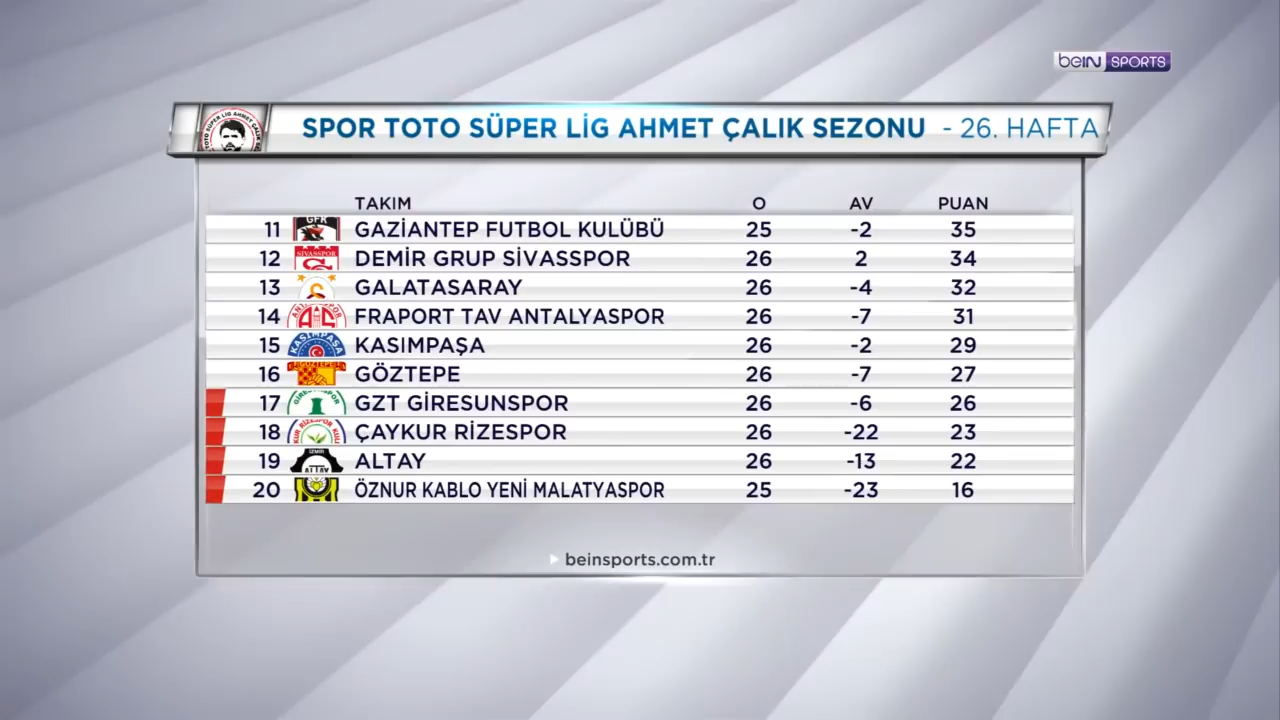 beIN SPORTS
SPOR TOTO SÜPER LİG AHMET ÇALIK SEZONU - 26. HAFTA
TAKIM O AV PUAN
11 GAZİANTEP FUTBOL KULÜBÜ 25 -2 35
12 DEMİR GRUP SİVASSPOR 26 2 34
13 GALATASARAY 26 -4 32
14 FRAPORT TAV ANTALYASPOR 26 -7 31
15 KASIMPAŞA 26 -2 29
16 GÖZTEPE 26 -7 27
17 GZT GİRESUNSPOR 26 -6 26
18 ÇAYKUR RİZESPOR 26 -22 23
19 ALTAY 26 -13 22
20 ÖZNUR KABLO YENİ MALATYASPOR 25 -23 16
beinsports.com.tr